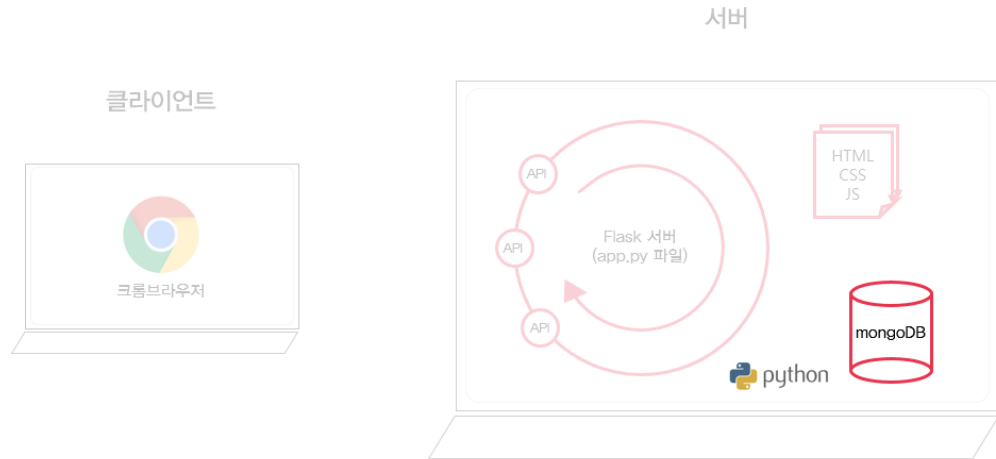 서버
클라이언트
크롬브라우저
API
API
API
Flask 서버
(app.py 파일)
HTML
CSS
JS
mongoDB
python